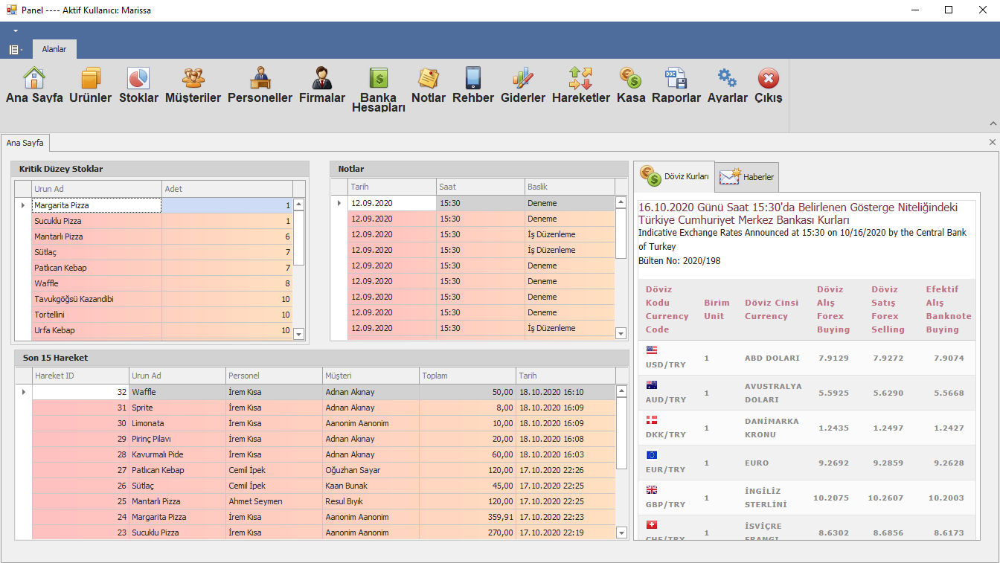 Panel ---- Aktif Kullanıcı: Marissa
Alanlar
Ana Sayfa Urünler Stoklar Müşteriler Personeller Firmalar Banka Hesapları Notlar Rehber Giderler Hareketler Kasa Raporlar Ayarlar Çıkış
Ana Sayfa
Kritik Düzey Stoklar
Urun Ad Adet
Margarita Pizza 1
Sucuklu Pizza 1
Mantarlı Pizza 6
Sütlaç 7
Patlıcan Kebap 7
Waffle 8
Tavukgöğsü Kazandibi 10
Tortellini 10
Urfa Kebap 10
Notlar
Tarih Saat Baslik
12.09.2020 15:30 Deneme
12.09.2020 15:30 Deneme
12.09.2020 15:30 İş Düzenleme
12.09.2020 15:30 İş Düzenleme
12.09.2020 15:30 Deneme
12.09.2020 15:30 Deneme
12.09.2020 15:30 Deneme
12.09.2020 15:30 Deneme
12.09.2020 15:30 İş Düzenleme
Son 15 Hareket
Hareket ID Urun Ad Personel Müşteri Toplam Tarih
32 Waffle İrem Kısa Adnan Akınay 50,00 18.10.2020 16:10
31 Sprite İrem Kısa Adnan Akınay 8,00 18.10.2020 16:09
30 Limonata İrem Kısa Aanonim Aanonim 10,00 18.10.2020 16:09
29 Pirinç Pilavı İrem Kısa Adnan Akınay 20,00 18.10.2020 16:08
28 Kavurmalı Pide İrem Kısa Adnan Akınay 60,00 18.10.2020 16:03
27 Patlıcan Kebap Cemil İpek Oğuzhan Sayar 120,00 17.10.2020 22:26
26 Sütlaç Cemil İpek Kaan Bunak 45,00 17.10.2020 22:25
25 Mantarlı Pizza Ahmet Seymen Resul Bıyık 120,00 17.10.2020 22:25
24 Margarita Pizza İrem Kısa Aanonim Aanonim 359,91 17.10.2020 22:23
23 Sucuklu Pizza İrem Kısa Aanonim Aanonim 270,00 17.10.2020 22:19
Döviz Kurları Haberler
16.10.2020 Günü Saat 15:30'da Belirlenen Gösterge Niteliğindeki
Türkiye Cumhuriyet Merkez Bankası Kurları
Indicative Exchange Rates Announced at 15:30 on 10/16/2020 by the Central Bank
of Turkey
Bülten No: 2020/198
Döviz Kodu Currency Code Birim Unit Döviz Cinsi Currency Döviz Alış Forex Buying Döviz Satış Forex Selling Efektif Alış Banknote Buying
USD/TRY 1 ABD DOLARI 7.9129 7.9272 7.9074
AUD/TRY 1 AVUSTRALYA DOLARI 5.5925 5.6290 5.5668
DKK/TRY 1 DANİMARKA KRONU 1.2435 1.2497 1.2427
EUR/TRY 1 EURO 9.2692 9.2859 9.2628
GBP/TRY 1 İNGİLİZ STERLİNİ 10.2075 10.2607 10.2003
CHF/TRY 1 İSVİÇRE FRANGI 8.6302 8.6856 8.6173